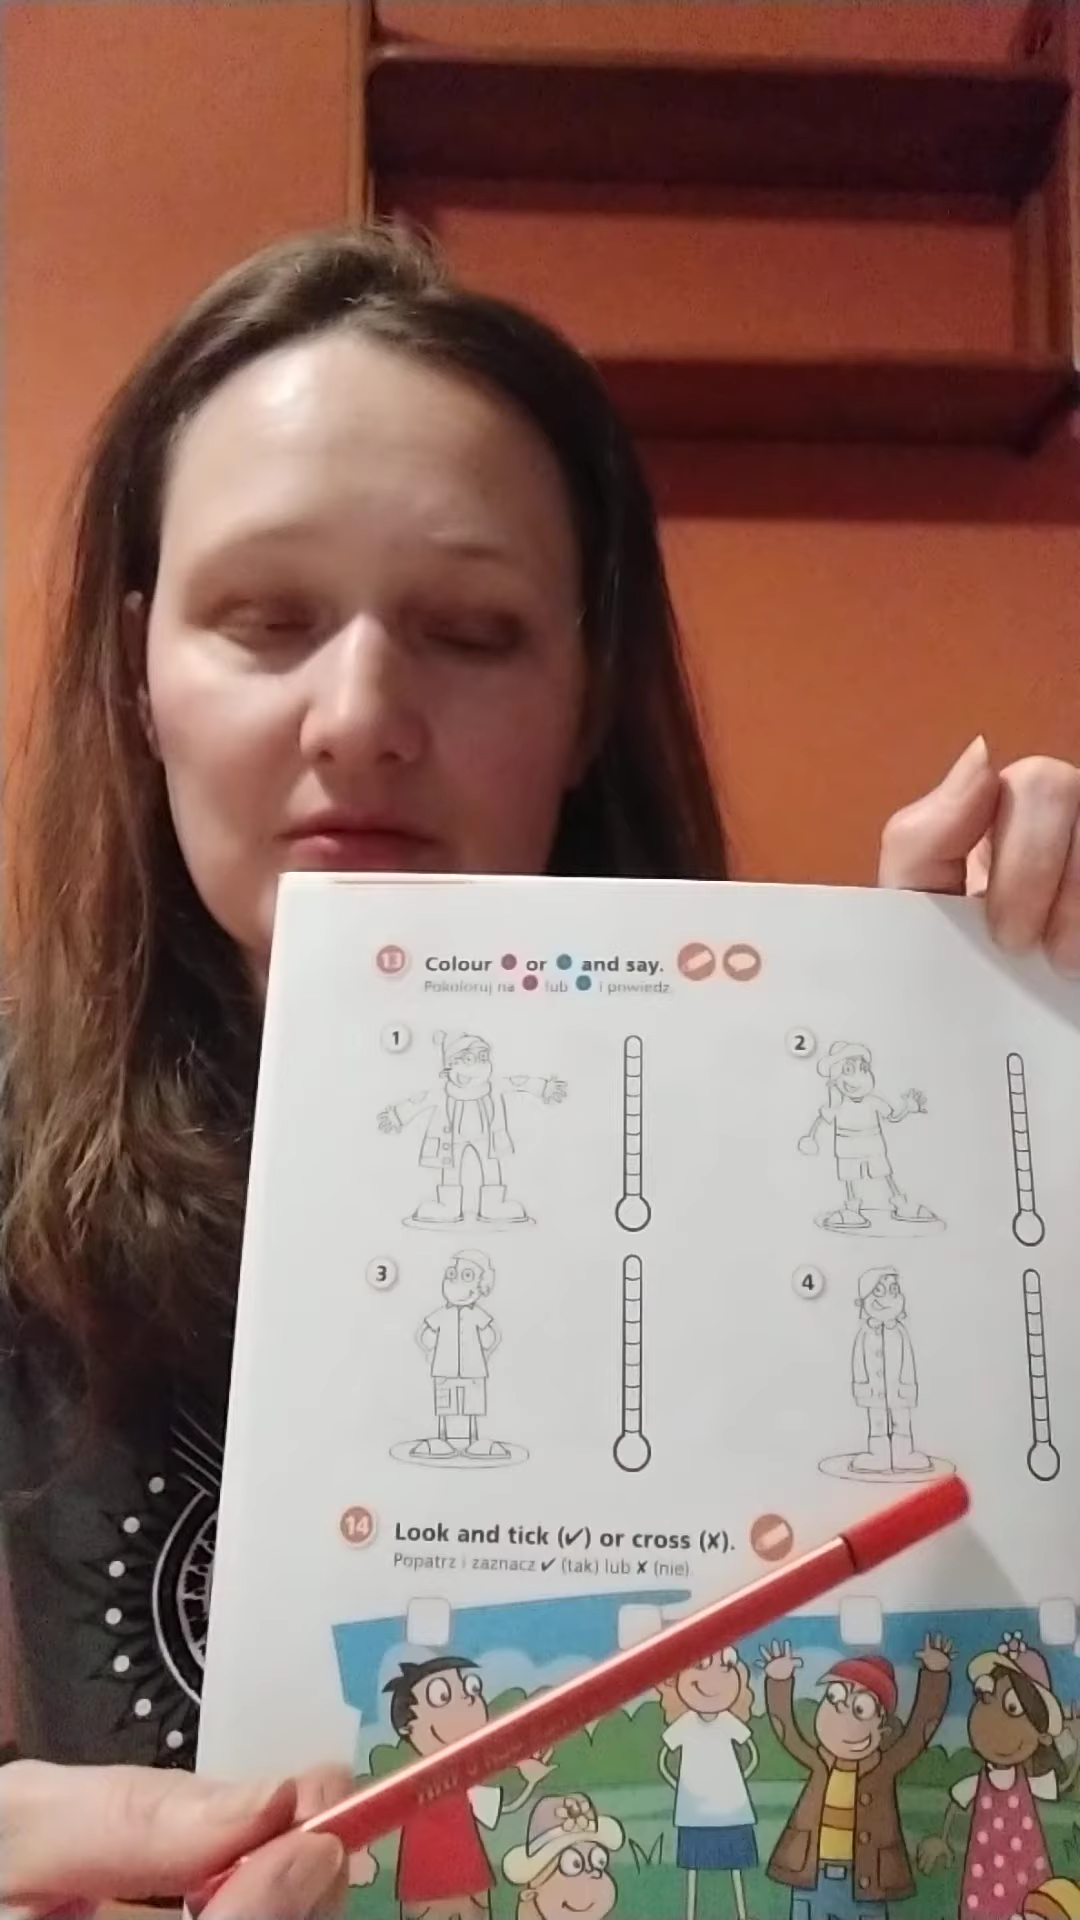 13 Colour or and say.
Pokoloruj na lub i powiedz.
1
2
3
4
14 Look and tick (✔) or cross (✘).
Popatrz i zaznacz ✔ (tak) lub ✘ (nie).